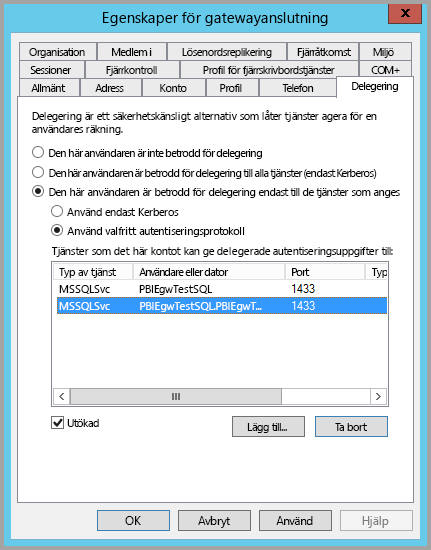 Egenskaper för gatewayanslutning
x
Organisation Medlem i Lösenordsreplikering Fjärråtkomst Miljö
Sessioner Fjärrkontroll Profil för fjärrskrivbordstjänster COM+
Allmänt Adress Konto Profil Telefon Delegering
Delegering är ett säkerhetskänsligt alternativ som låter tjänster agera för en
användares räkning.
Den här användaren är inte betrodd för delegering
Den här användaren är betrodd för delegering till alla tjänster (endast Kerberos)
Den här användaren är betrodd för delegering endast till de tjänster som anges
Använd endast Kerberos
Använd valfritt autentiseringsprotokoll
Tjänster som det här kontot kan ge delegerade autentiseringsuppgifter till:
Typ av tjänst Användare eller dator Port Typ
MSSQLSvc PBIEgwTestSQL 1433
MSSQLSvc PBIEgwTestSQL.PBIEgwT... 1433
Utökad
Lägg till... Ta bort
OK Avbryt Använd Hjälp